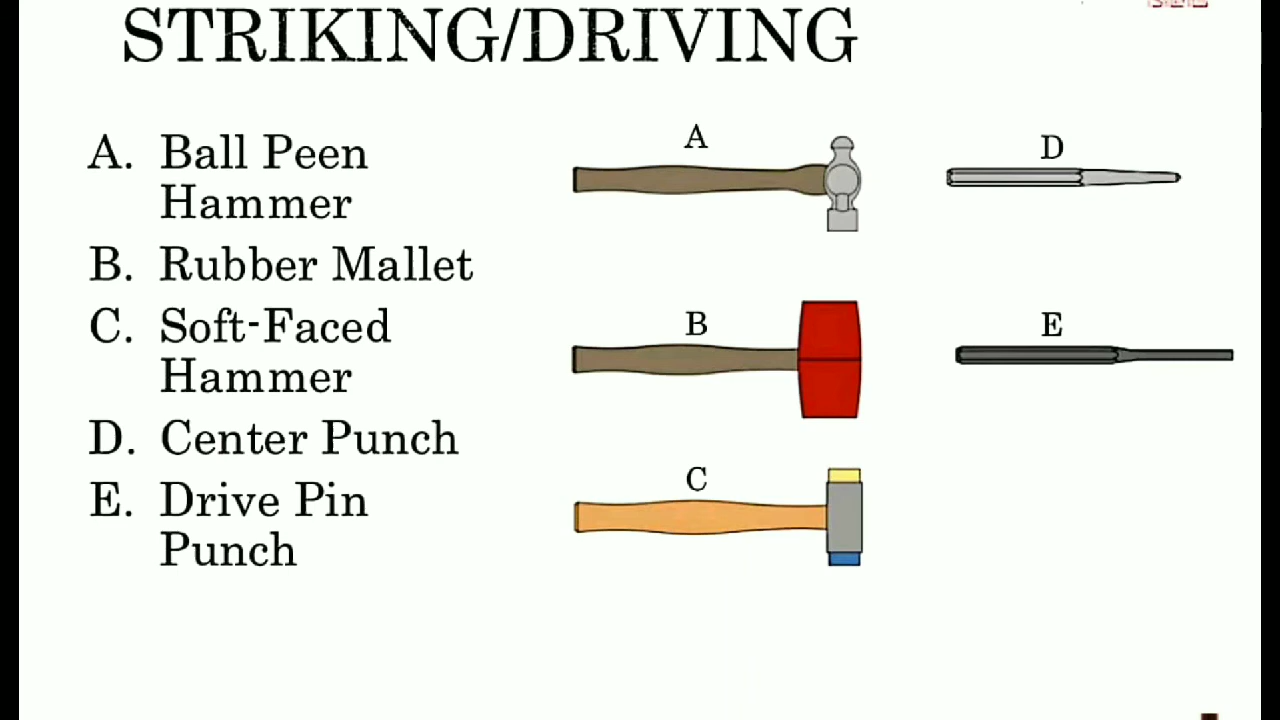 STRIKING/DRIVING
A. Ball Peen
Hammer
B. Rubber Mallet
C. Soft-Faced
Hammer
D. Center Punch
E. Drive Pin
Punch
A
D
B
E
C